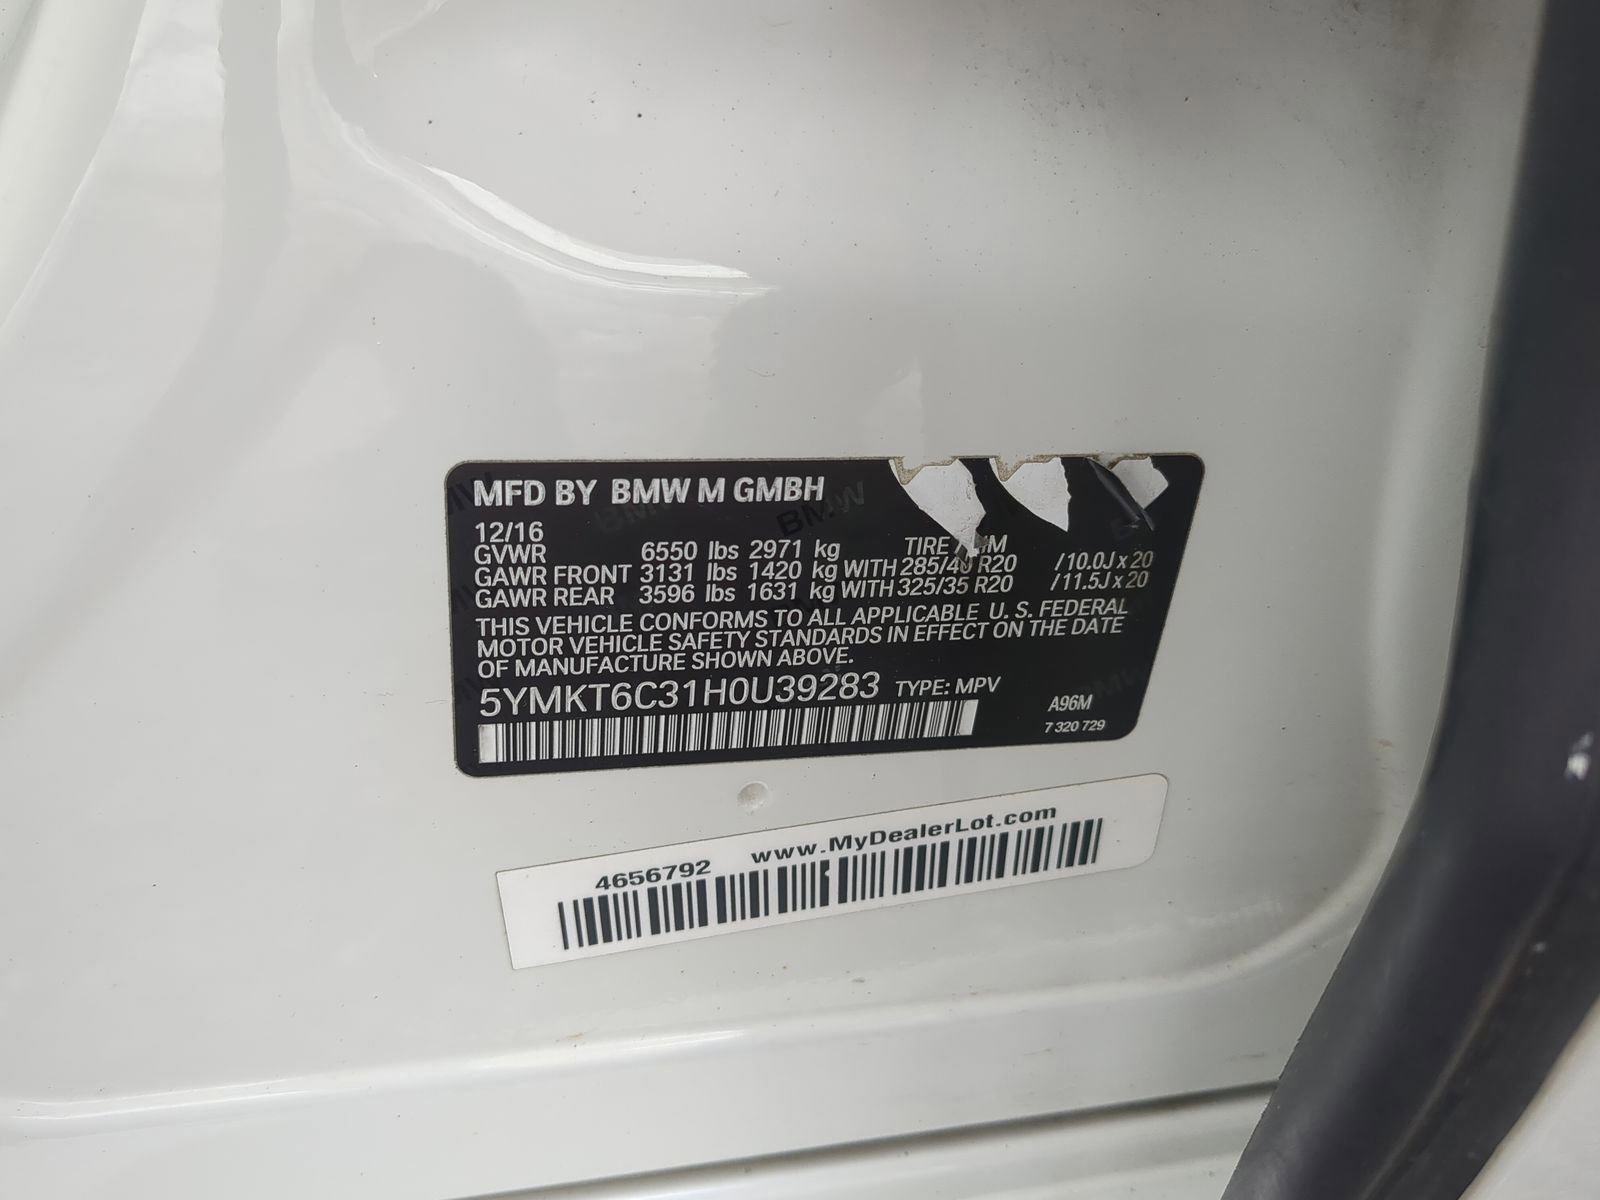 MFD BY BMW M GMBH
12/16
GVWR 6550 lbs 2971 kg TIRE
GAWR FRONT 3131 lbs 1420 kg WITH 285/40 R20 /10.0J x 20
GAWR REAR 3596 lbs 1631 kg WITH 325/35 R20 /11.5J x 20
THIS VEHICLE CONFORMS TO ALL APPLICABLE U. S. FEDERAL
MOTOR VEHICLE SAFETY STANDARDS IN EFFECT ON THE DATE
OF MANUFACTURE SHOWN ABOVE.
5YMKT6C31H0U39283 TYPE: MPV
A96M
7 320 729
4656792 www.MyDealerLot.com